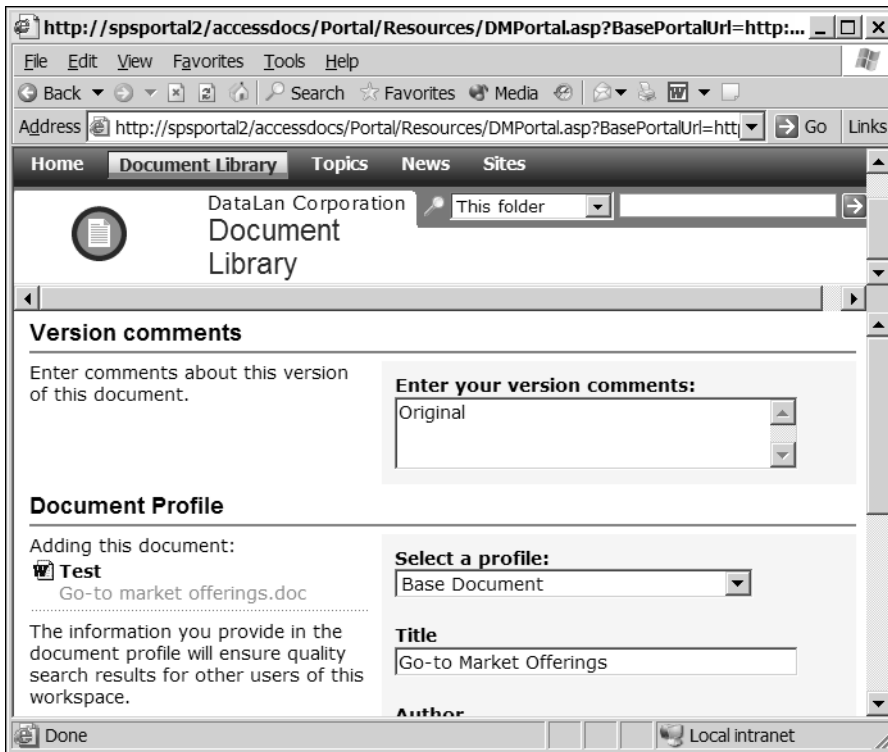 http://spsportal2/accessdocs/Portal/Resources/DMPortal.asp?BasePortalUrl=http:...
File Edit View Favorites Tools Help
Back Search Favorites Media
Address http://spsportal2/accessdocs/Portal/Resources/DMPortal.asp?BasePortalUrl=htt Go Links
Home Document Library Topics News Sites
DataLan Corporation This folder
Document
Library
Version comments
Enter comments about this version
of this document.
Enter your version comments:
Original
Document Profile
Adding this document:
Test
Go-to market offerings.doc
The information you provide in the
document profile will ensure quality
search results for other users of this
workspace.
Select a profile:
Base Document
Title
Go-to Market Offerings
Author
Done Local intranet